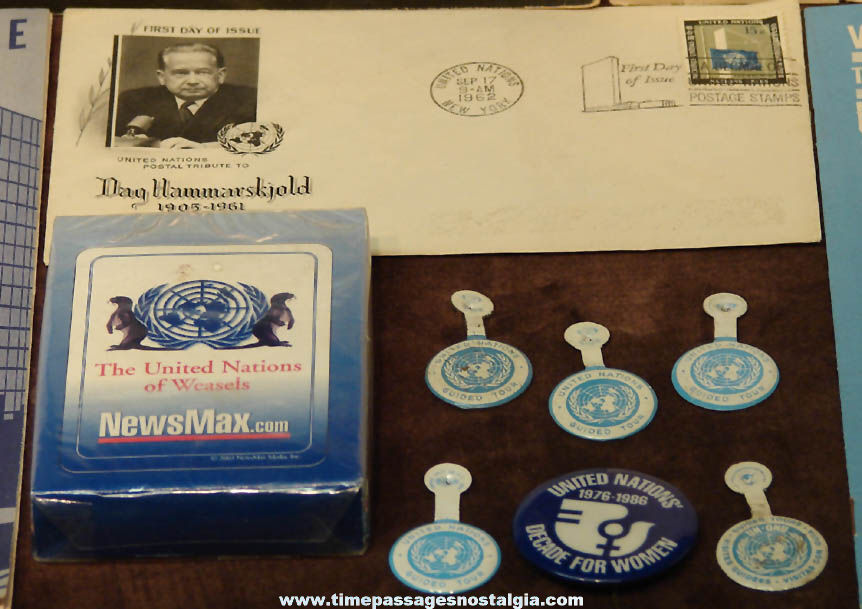 E
FIRST DAY OF ISSUE
UNITED NATIONS
POSTAL TRIBUTE TO
Dag Hammarskjold
1905-1961
UNITED NATIONS
SEP 17
9-AM
1962
NEW YORK
First Day
of Issue
UNITED NATIONS
15c
POSTAGE STAMPS
The United Nations
of Weasels
NewsMax.com
UNITED NATIONS
GUIDED TOUR
UNITED NATIONS
GUIDED TOUR
UNITED NATIONS
GUIDED TOUR
UNITED NATIONS
GUIDED TOUR
UNITED NATIONS'
1976-1986
DECADE FOR WOMEN
www.timepassagesnostalgia.com